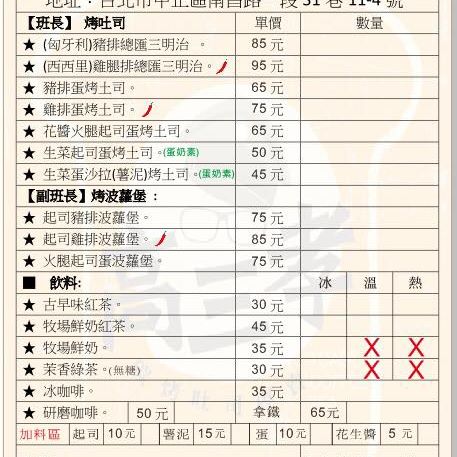 地址：台北市中正區南昌路一段 31 巷 11-4 號
【班長】 烤吐司 單價 數量
★ (匈牙利)豬排總匯三明治 。 85 元
★ (西西里)雞腿排總匯三明治。 95 元
★ 豬排蛋烤土司。 65 元
★ 雞排蛋烤土司。 75 元
★ 花醬火腿起司蛋烤土司。 65 元
★ 生菜起司蛋烤土司。(蛋奶素) 50 元
★ 生菜蛋沙拉(薯泥)烤土司。(蛋奶素) 45 元
【副班長】烤波蘿堡：
★ 起司豬排波蘿堡。 75 元
★ 起司雞排波蘿堡。 85 元
★ 火腿起司蛋波蘿堡。 75 元
■ 飲料: 冰 溫 熱
★ 古早味紅茶。 30 元
★ 牧場鮮奶紅茶。 45 元
★ 牧場鮮奶。 35 元 X X
★ 茉香綠茶。(無糖) 30 元 X X
★ 冰咖啡。 35 元
★ 研磨咖啡。 50 元 拿鐵 65元
加料區 起司 10 元 薯泥 15 元 蛋 10 元 花生醬 5 元